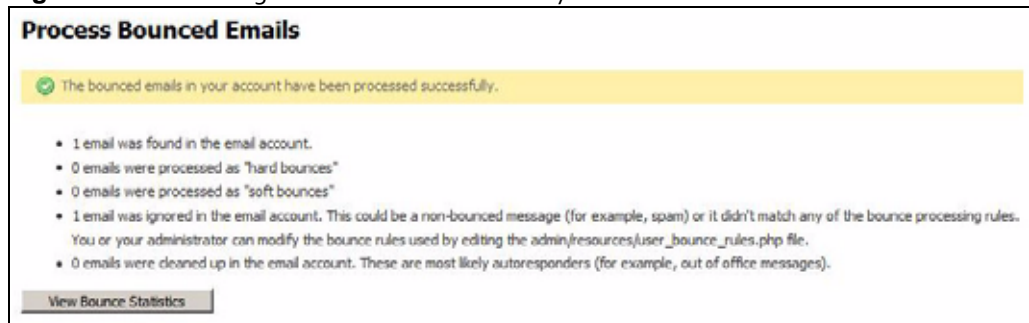 Process Bounced Emails
The bounced emails in your account have been processed successfully.
• 1 email was found in the email account.
• 0 emails were processed as "hard bounces"
• 0 emails were processed as "soft bounces"
• 1 email was ignored in the email account. This could be a non-bounced message (for example, spam) or it didn't match any of the bounce processing rules.
You or your administrator can modify the bounce rules used by editing the admin/resources/user_bounce_rules.php file.
• 0 emails were cleaned up in the email account. These are most likely autoresponders (for example, out of office messages).
View Bounce Statistics